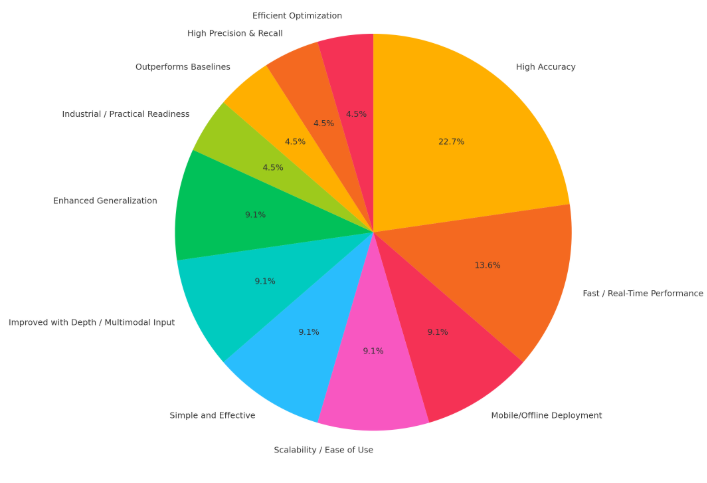 Efficient Optimization
High Precision & Recall
Outperforms Baselines
High Accuracy
Industrial / Practical Readiness
4.5%
4.5%
4.5%
22.7%
4.5%
Enhanced Generalization
9.1%
13.6%
9.1%
Fast / Real-Time Performance
Improved with Depth / Multimodal Input
9.1%
9.1%
9.1%
Simple and Effective
Mobile/Offline Deployment
Scalability / Ease of Use